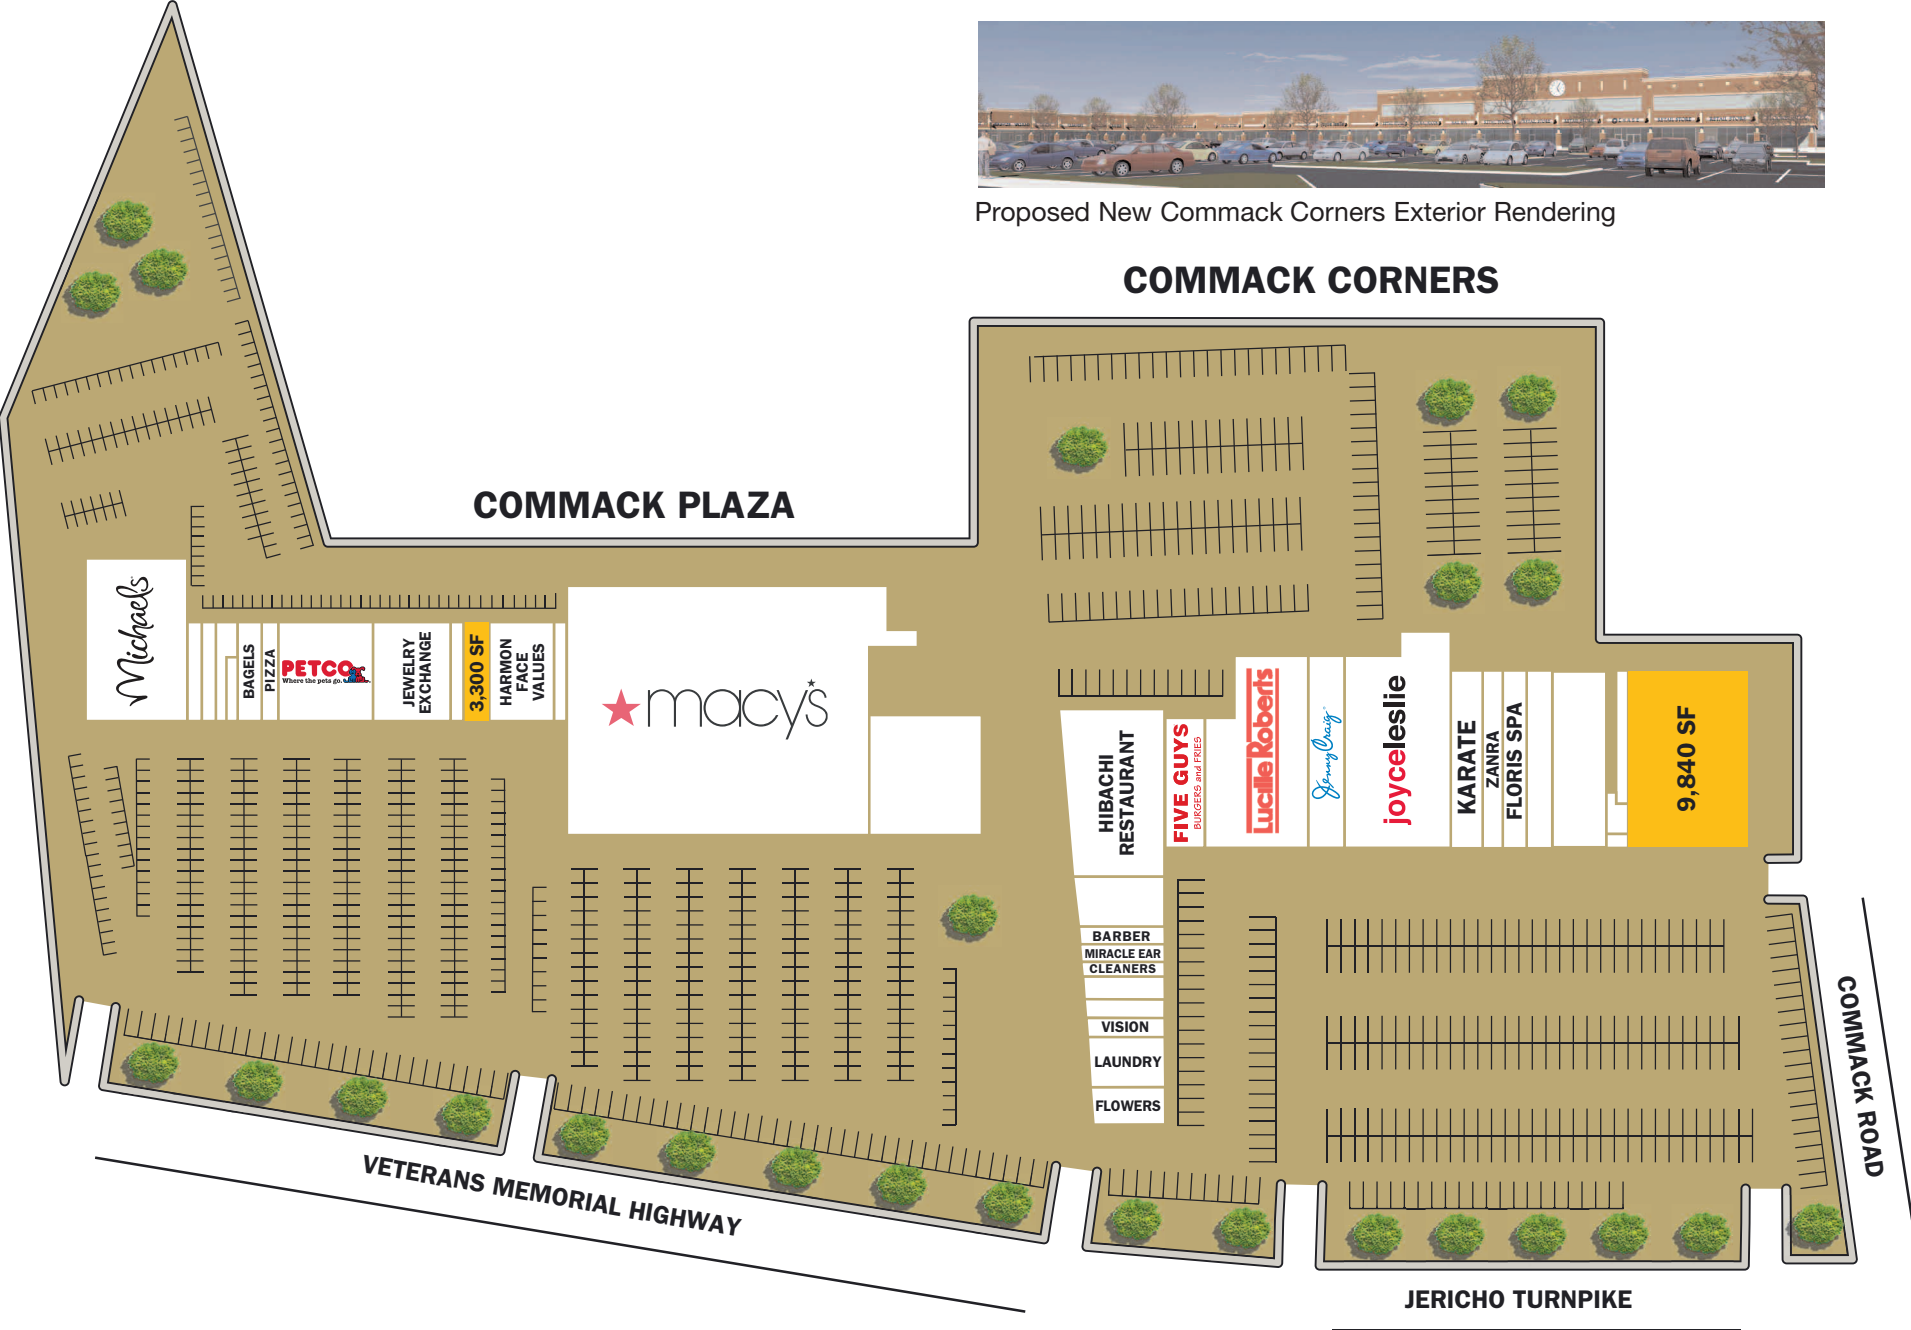 Proposed New Commack Corners Exterior Rendering
COMMACK CORNERS
COMMACK PLAZA
Michaels
BAGELS
PIZZA
PETCO
Where the pets go.
JEWELRY
EXCHANGE
3,300 SF
HARMON
FACE
VALUES
macy's
HIBACHI
RESTAURANT
FIVE GUYS
BURGERS and FRIES
Lucille Roberts
Jenny Craig
joyceleslie
KARATE
ZANRA
FLORIS SPA
9,840 SF
BARBER
MIRACLE EAR
CLEANERS
VISION
LAUNDRY
FLOWERS
COMMACK ROAD
VETERANS MEMORIAL HIGHWAY
JERICHO TURNPIKE